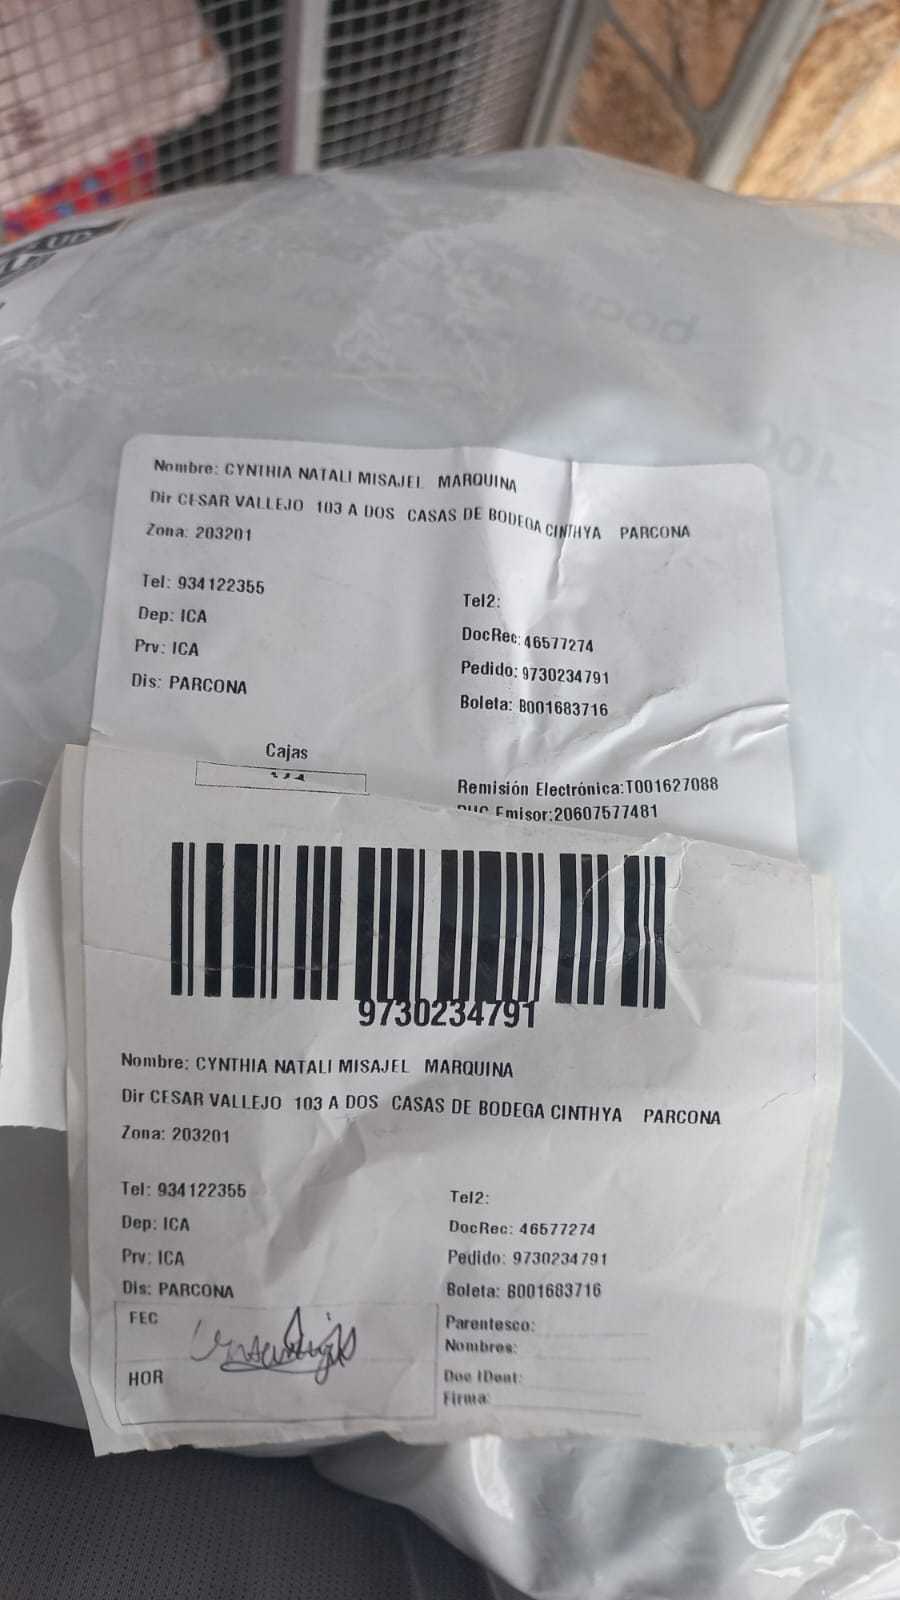 Nombre: CYNTHIA NATALI MISAJEL MARQUINA
Dir CESAR VALLEJO 103 A DOS CASAS DE BODEGA CINTHYA PARCONA
Zona: 203201
Tel: 934122355
Tel2:
Dep: ICA
DocRec: 46577274
Prv: ICA
Pedido: 9730234791
Dis: PARCONA
Boleta: B001683716
Cajas
Remisión Electrónica:T001627088
Emisor:20607577481
9730234791
Nombre: CYNTHIA NATALI MISAJEL MARQUINA
Dir CESAR VALLEJO 103 A DOS CASAS DE BODEGA CINTHYA PARCONA
Zona: 203201
Tel: 934122355
Tel2:
Dep: ICA
DocRec: 46577274
Prv: ICA
Pedido: 9730234791
Dis: PARCONA
Boleta: B001683716
FEC
Parentesco:
Nombres:
HOR
Doc IDent:
Firma: